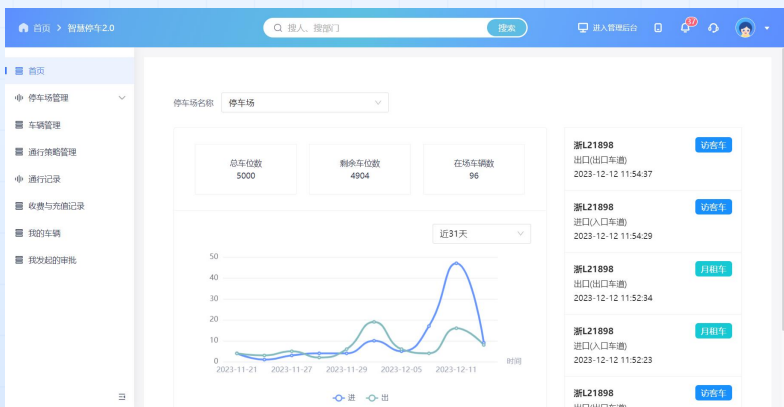 首页 > 智慧停车2.0
搜人、搜部门
搜索
进入管理后台
37
首页
停车场管理
车辆管理
通行策略管理
通行记录
收费与充值记录
我的车辆
我发起的审批
停车场名称 停车场
总车位数 剩余车位数 在场车辆数
5000 4904 96
近31天
50
40
30
20
10
0
2023-11-21 2023-11-27 2023-11-29 2023-12-05 2023-12-11 时间
进 出
浙L21898 访客车
出口(出口车道)
2023-12-12 11:54:37
浙L21898 访客车
进口(入口车道)
2023-12-12 11:54:29
浙L21898 月租车
出口(出口车道)
2023-12-12 11:52:34
浙L21898 月租车
进口(入口车道)
2023-12-12 11:52:23
浙L21898 访客车